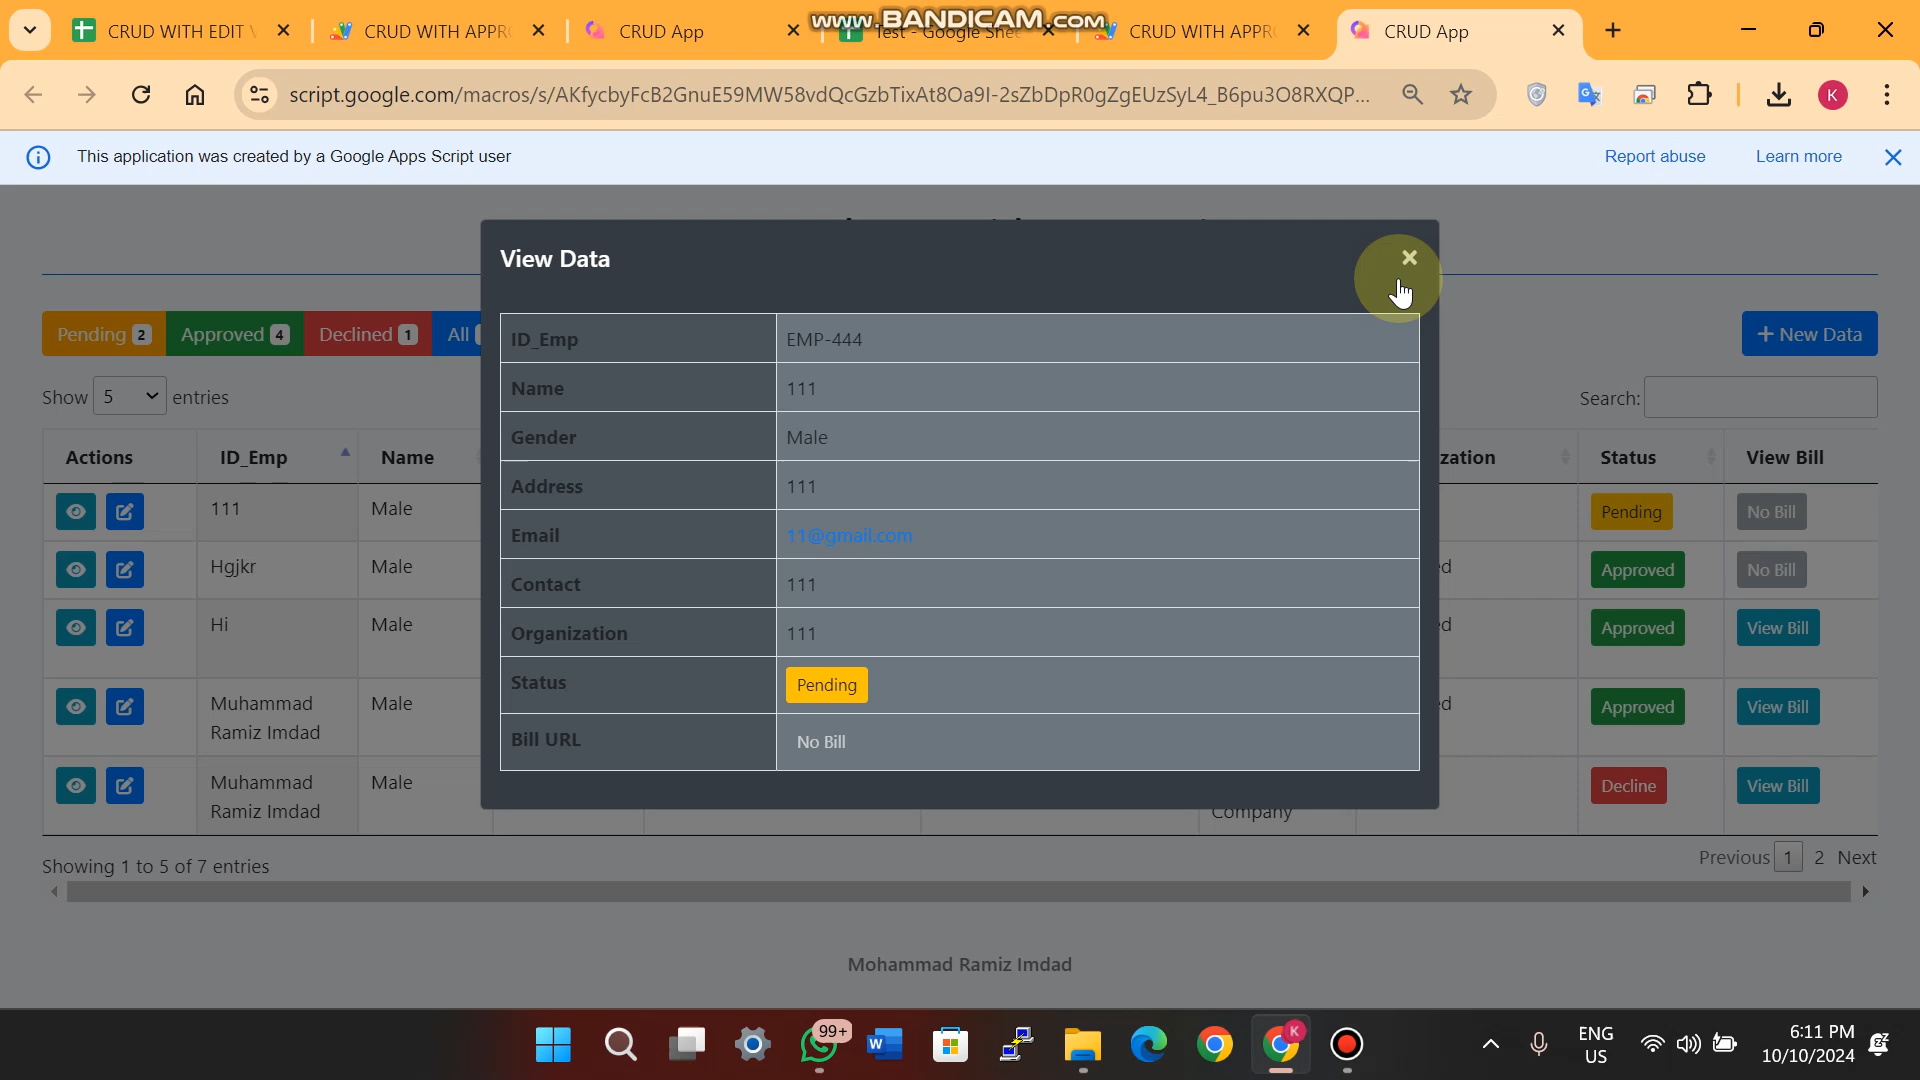 www.BANDICAM.com
CRUD WITH EDIT
CRUD WITH APPR
CRUD App
Test - Google Shee
CRUD WITH APPR
CRUD App
script.google.com/macros/s/AKfycbyFcB2GnuE59MW58vdQcGzbTixAt8Oa9I-2sZbDpR0gZgEUzSyL4_B6pu3O8RXQP...
K
This application was created by a Google Apps Script user
Report abuse
Learn more
View Data
Pending 2
Approved 4
Declined 1
All
+ New Data
Show 5 entries
Search:
Actions
ID_Emp
Name
zation
Status
View Bill
111
Male
Pending
No Bill
Hgjkr
Male
d
Approved
No Bill
Hi
Male
d
Approved
View Bill
Muhammad
Ramiz Imdad
Male
d
Approved
View Bill
Muhammad
Ramiz Imdad
Male
Company
Decline
View Bill
ID_Emp
EMP-444
Name
111
Gender
Male
Address
111
Email
11@gmail.com
Contact
111
Organization
111
Status
Pending
Bill URL
No Bill
Showing 1 to 5 of 7 entries
Previous 1 2 Next
Mohammad Ramiz Imdad
99+
W
K
ENG
US
6:11 PM
10/10/2024